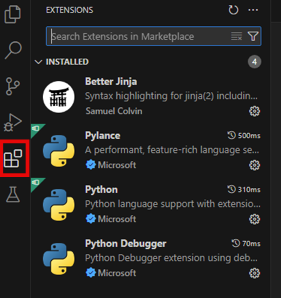 EXTENSIONS
Search Extensions in Marketplace
INSTALLED 4
Better Jinja
Syntax highlighting for jinja(2) includin...
Samuel Colvin
Pylance 500ms
A performant, feature-rich language se...
Microsoft
Python 310ms
Python language support with extensio...
Microsoft
Python Debugger 70ms
Python Debugger extension using deb...
Microsoft